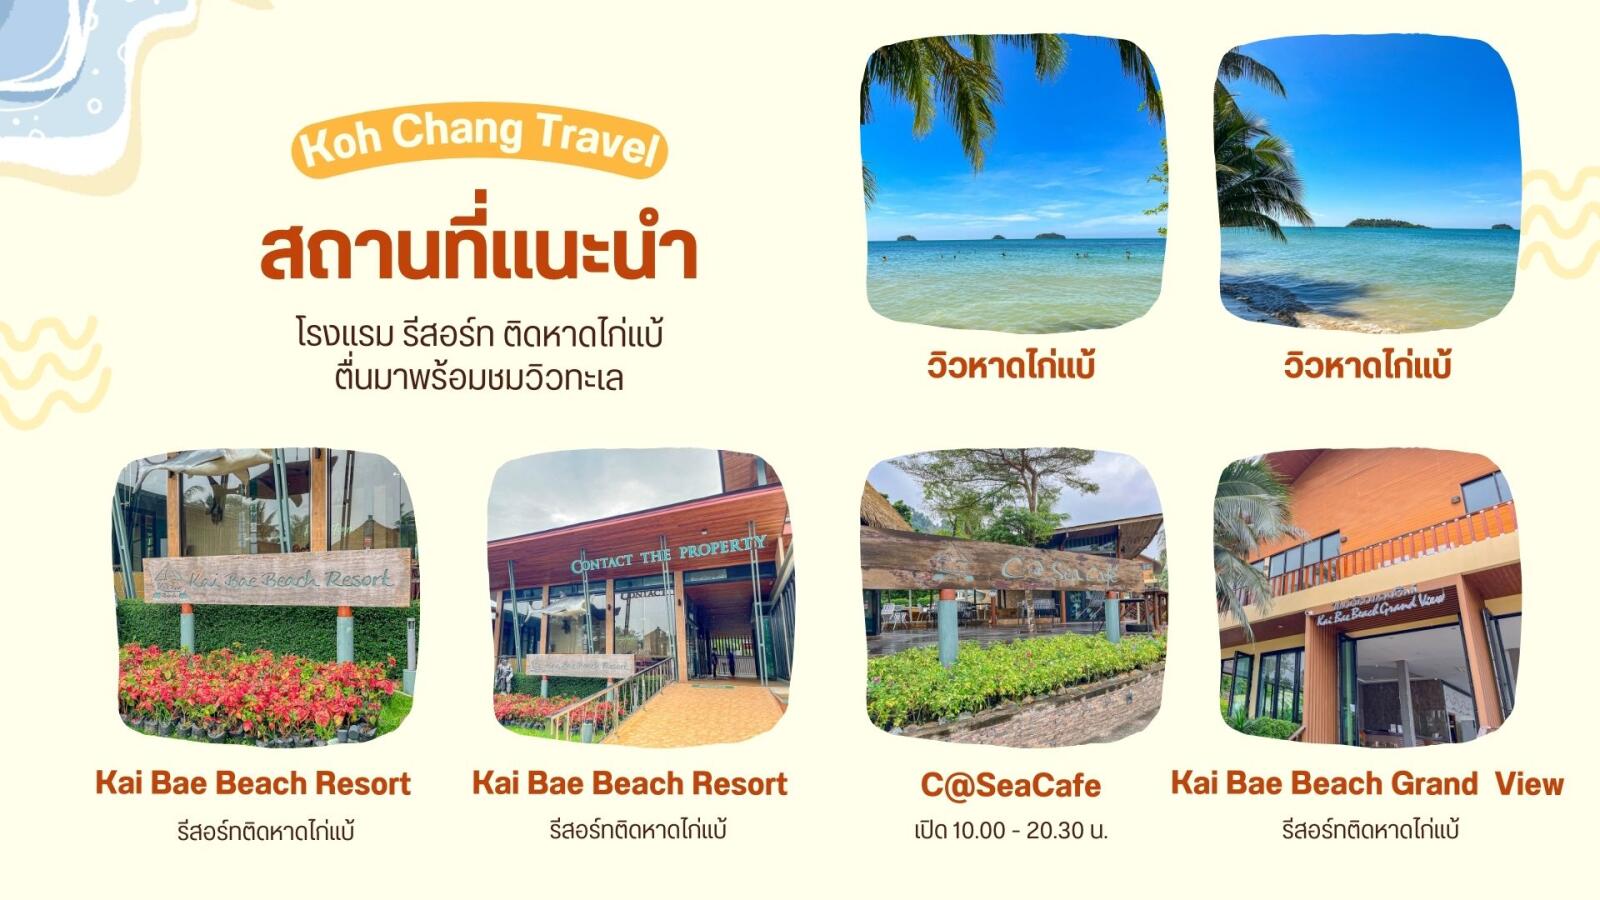 Koh Chang Travel
สถานที่แนะนำ
โรงแรม รีสอร์ท ติดหาดไก่แบ้
ตื่นมาพร้อมชมวิวทะเล
วิวหาดไก่แบ้
วิวหาดไก่แบ้
Kai Bae Beach Resort
CONTACT THE PROPERTY
CONTACT
Kai Bae Beach Resort
C@Sea Cafe
Kai Bae Beach Grand View
Kai Bae Beach Resort
รีสอร์ทติดหาดไก่แบ้
Kai Bae Beach Resort
รีสอร์ทติดหาดไก่แบ้
C@SeaCafe
เปิด 10.00 - 20.30 น.
Kai Bae Beach Grand View
รีสอร์ทติดหาดไก่แบ้